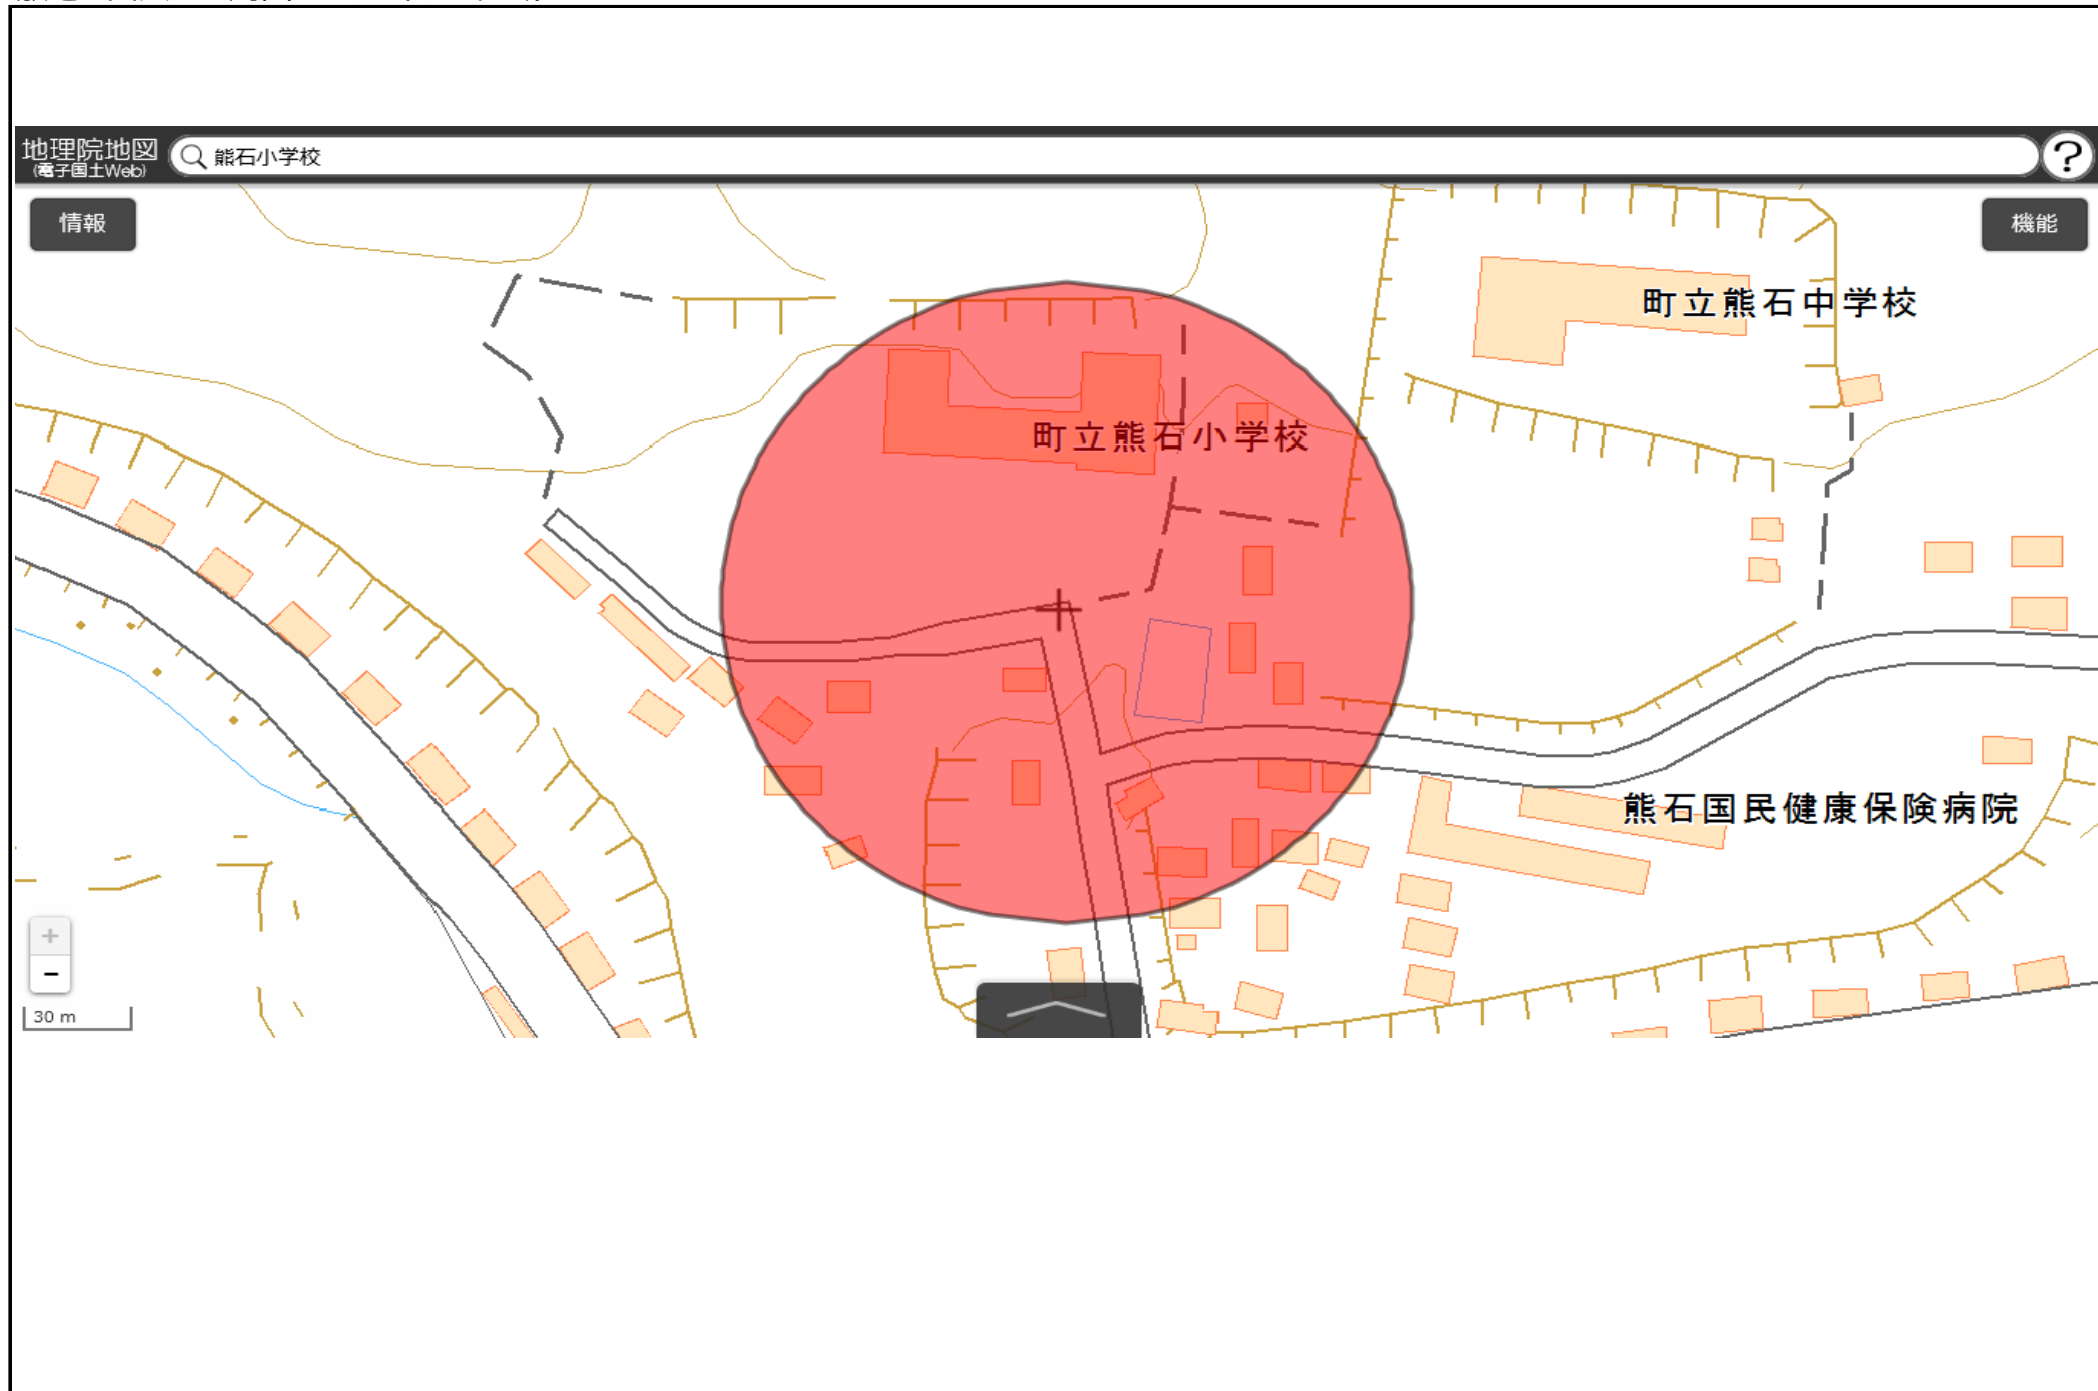 地理院地図
(電子国土Web)
熊石小学校
?
情報
機能
町立熊石中学校
町立熊石小学校
熊石国民健康保険病院
+
-
30 m